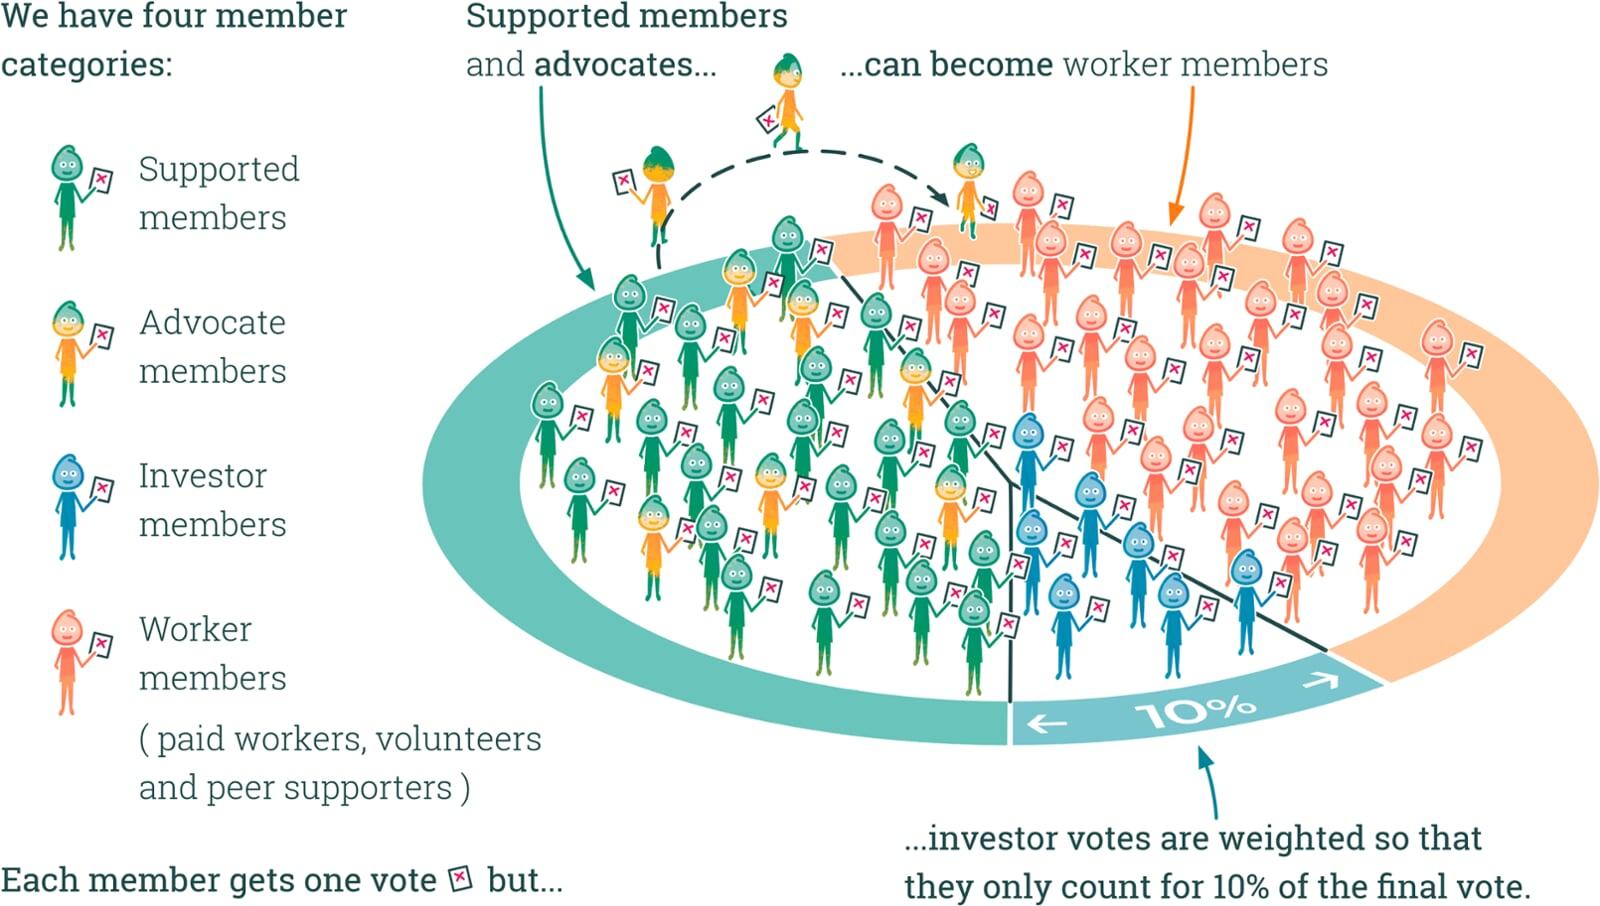 We have four member
categories:
Supported
members
Advocate
members
Investor
members
Worker
members
( paid workers, volunteers
and peer supporters )
Each member gets one vote but...
Supported members
and advocates...
...can become worker members
10%
...investor votes are weighted so that
they only count for 10% of the final vote.